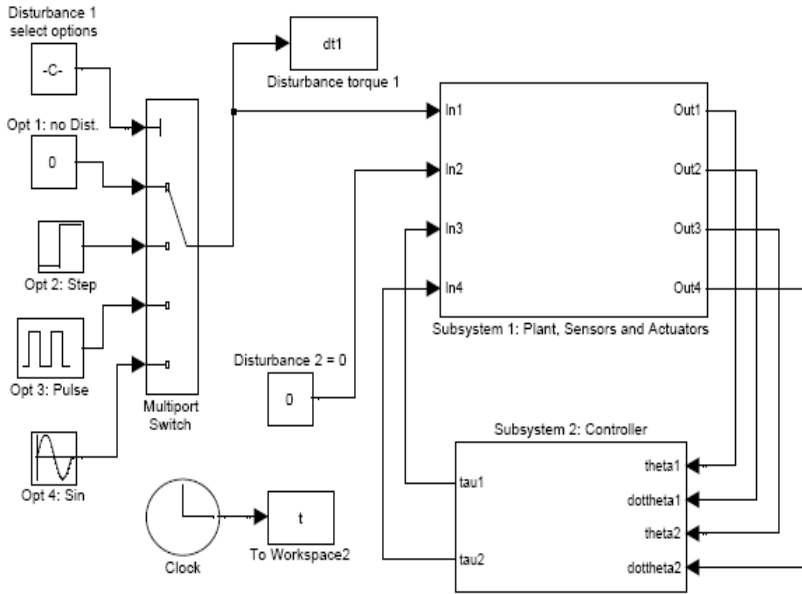 Disturbance 1
select options
-C-
Opt 1: no Dist.
0
Opt 2: Step
Opt 3: Pulse
Opt 4: Sin
Multiport
Switch
dt1
Disturbance torque 1
Disturbance 2 = 0
0
Clock
t
To Workspace2
In1
In2
In3
In4
Out1
Out2
Out3
Out4
Subsystem 1: Plant, Sensors and Actuators
Subsystem 2: Controller
tau1
tau2
theta1
dottheta1
theta2
dottheta2